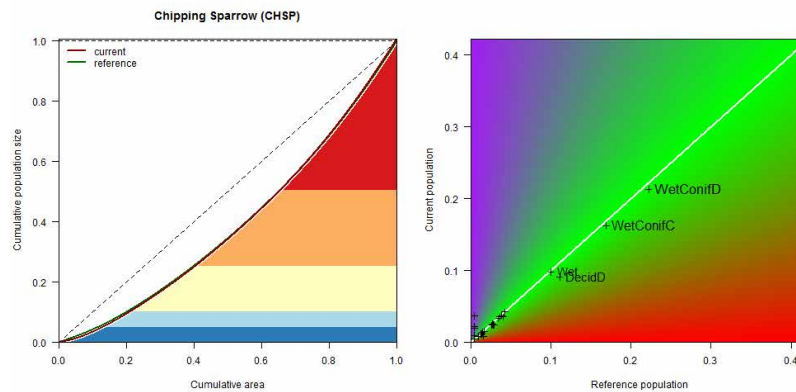 Chipping Sparrow (CHSP)
1.0
0.8
0.6
0.4
0.2
0.0
current
reference
Cumulative population size
0.0
0.2
0.4
0.6
0.8
1.0
Cumulative area
0.4
0.3
0.2
0.1
0.0
Current population
WetConifD
WetConifC
Wet
DecidD
0.1
0.2
0.3
0.4
Reference population